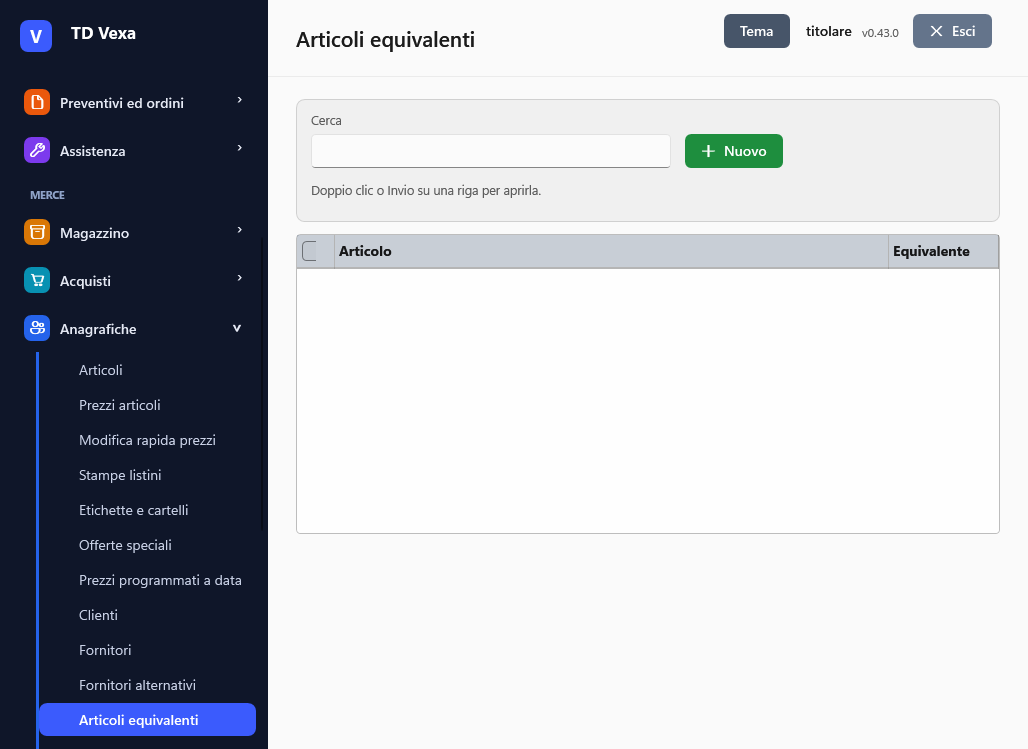 V
TD Vexa
Preventivi ed ordini
Assistenza
MERCE
Magazzino
Acquisti
Anagrafiche
Articoli
Prezzi articoli
Modifica rapida prezzi
Stampe listini
Etichette e cartelli
Offerte speciali
Prezzi programmati a data
Clienti
Fornitori
Fornitori alternativi
Articoli equivalenti
Articoli equivalenti
Tema
titolare v0.43.0
Esci
Cerca
Nuovo
Doppio clic o Invio su una riga per aprirla.
Articolo Equivalente